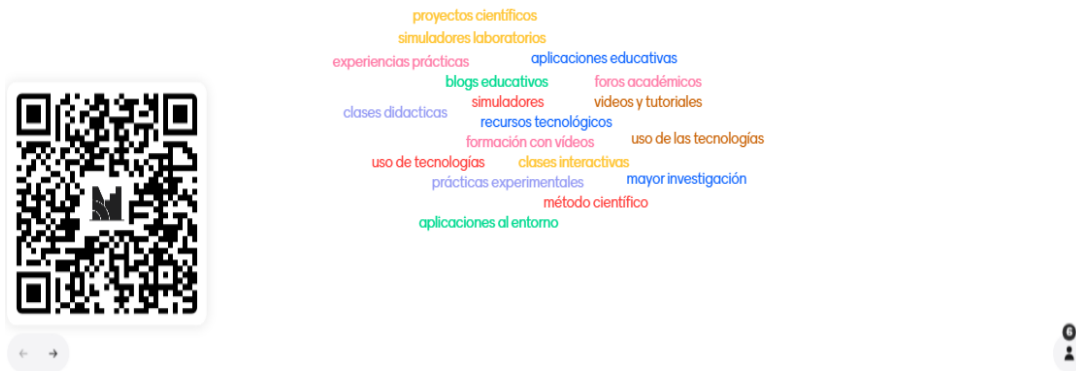 proyectos científicos
simuladores laboratorios
experiencias prácticas
aplicaciones educativas
blogs educativos
foros académicos
clases didacticas
simuladores
videos y tutoriales
recursos tecnológicos
formación con vídeos
uso de las tecnologías
uso de tecnologías
clases interactivas
prácticas experimentales
mayor investigación
método científico
aplicaciones al entorno
6